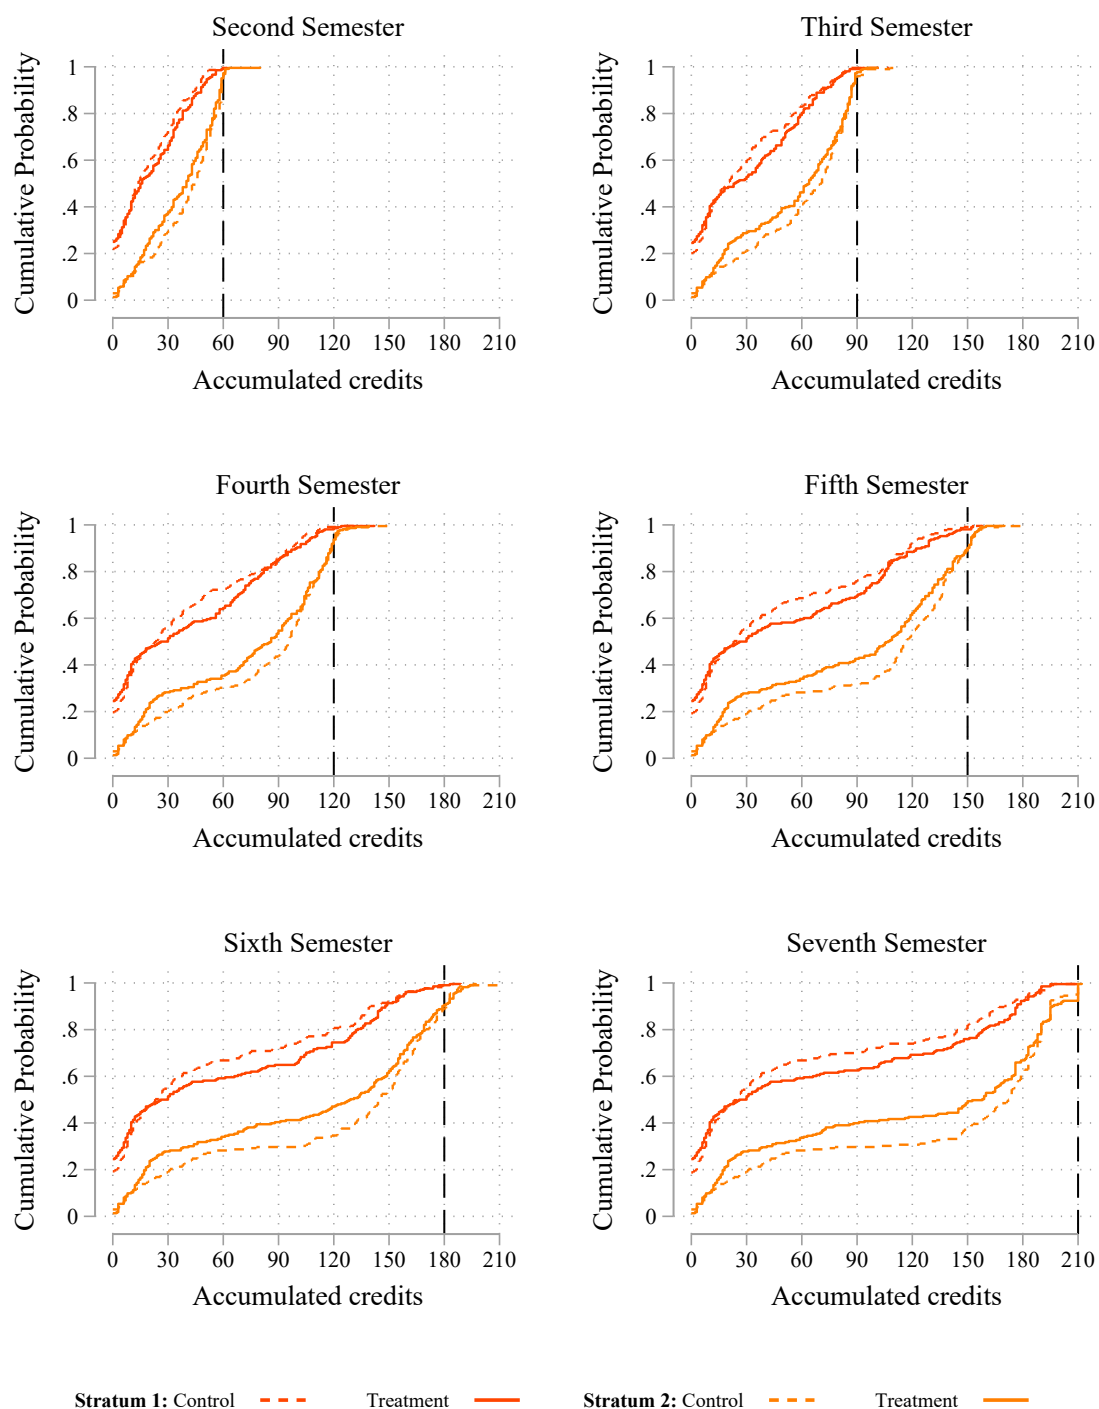 Second Semester
Cumulative Probability
1
.8
.6
.4
.2
0
0 30 60 90 120 150 180 210
Accumulated credits
Third Semester
Cumulative Probability
1
.8
.6
.4
.2
0
0 30 60 90 120 150 180 210
Accumulated credits
Fourth Semester
Cumulative Probability
1
.8
.6
.4
.2
0
0 30 60 90 120 150 180 210
Accumulated credits
Fifth Semester
Cumulative Probability
1
.8
.6
.4
.2
0
0 30 60 90 120 150 180 210
Accumulated credits
Sixth Semester
Cumulative Probability
1
.8
.6
.4
.2
0
0 30 60 90 120 150 180 210
Accumulated credits
Seventh Semester
Cumulative Probability
1
.8
.6
.4
.2
0
0 30 60 90 120 150 180 210
Accumulated credits
Stratum 1: Control Treatment Stratum 2: Control Treatment